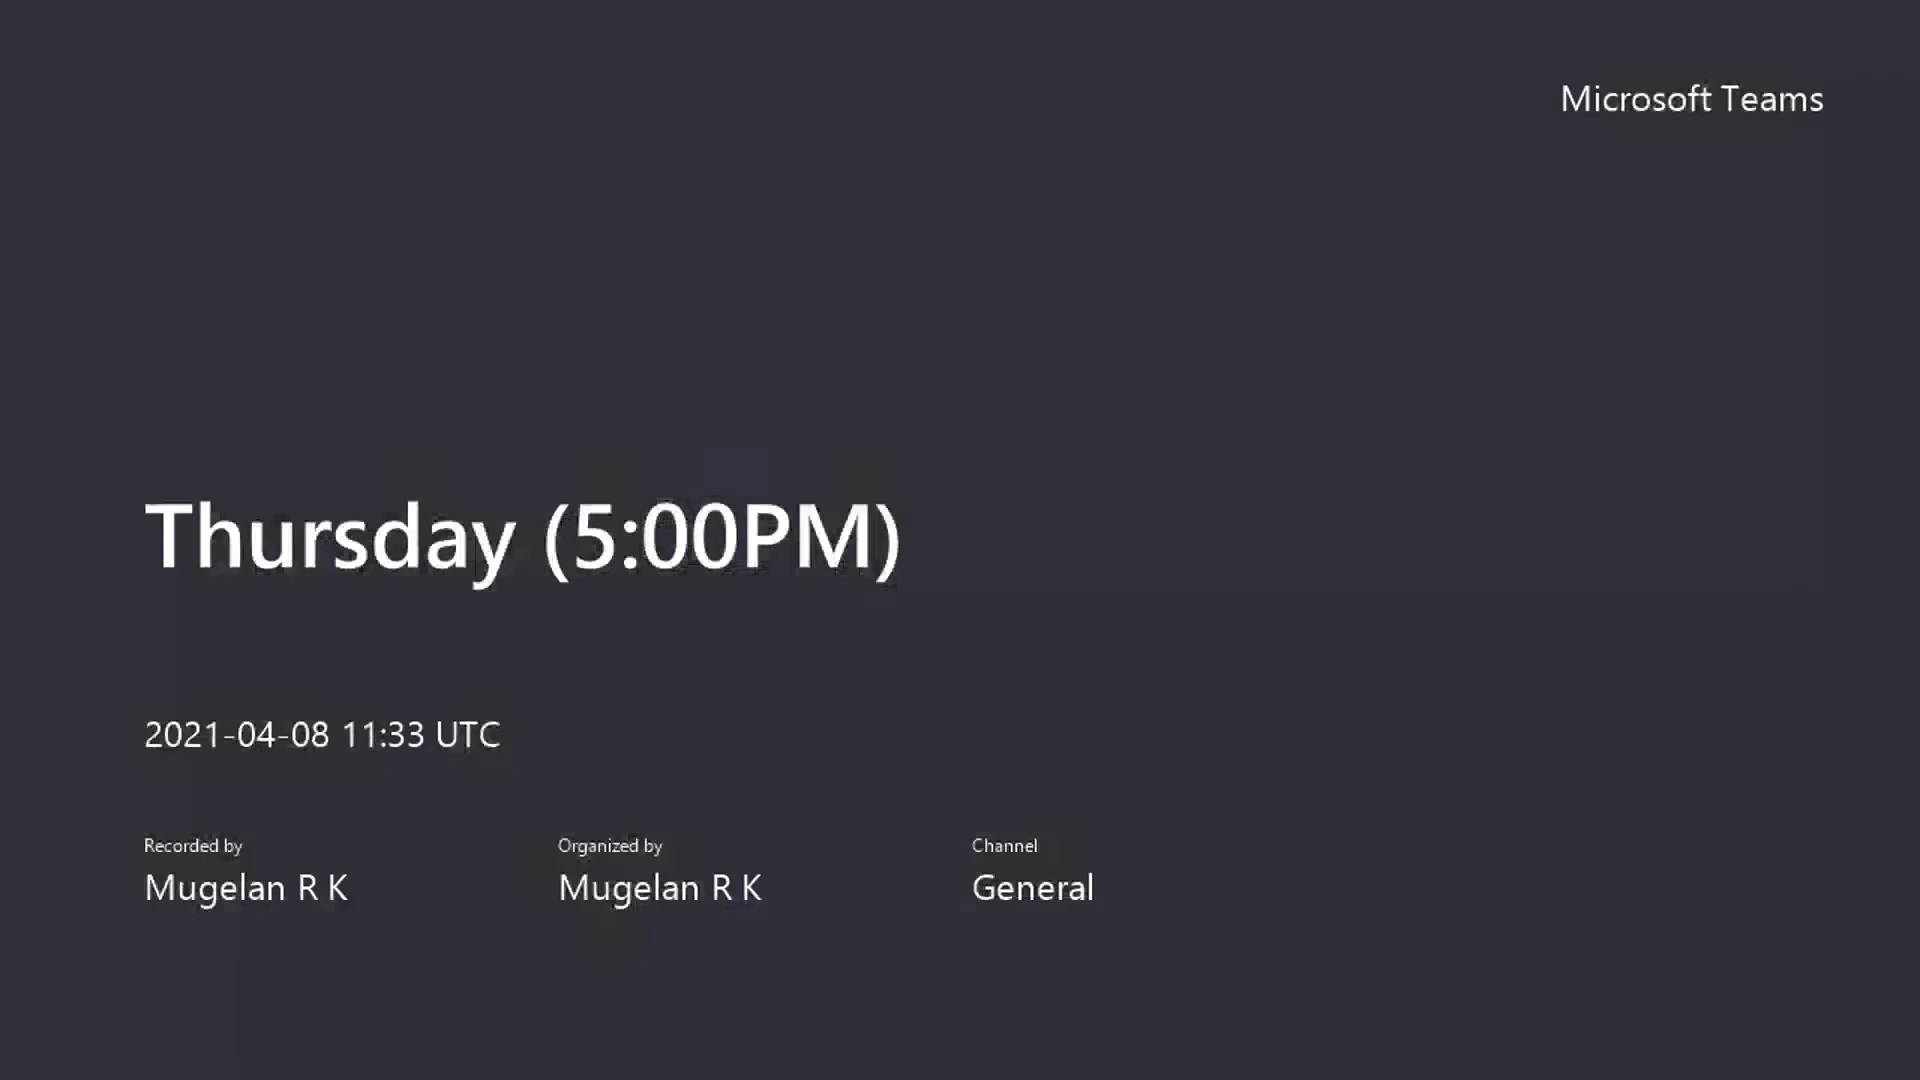 Microsoft Teams
Thursday (5:00PM)
2021-04-08 11:33 UTC
Recorded by
Mugelan R K
Organized by
Mugelan R K
Channel
General